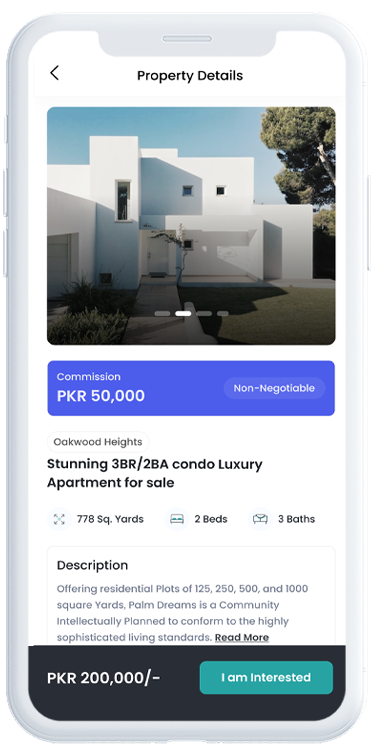 Property Details
Commission
PKR 50,000
Non-Negotiable
Oakwood Heights
Stunning 3BR/2BA condo Luxury
Apartment for sale
778 Sq. Yards
2 Beds
3 Baths
Description
Offering residential Plots of 125, 250, 500, and 1000
square Yards, Palm Dreams is a Community
Intellectually Planned to conform to the highly
sophisticated living standards. Read More
PKR 200,000/-
I am Interested